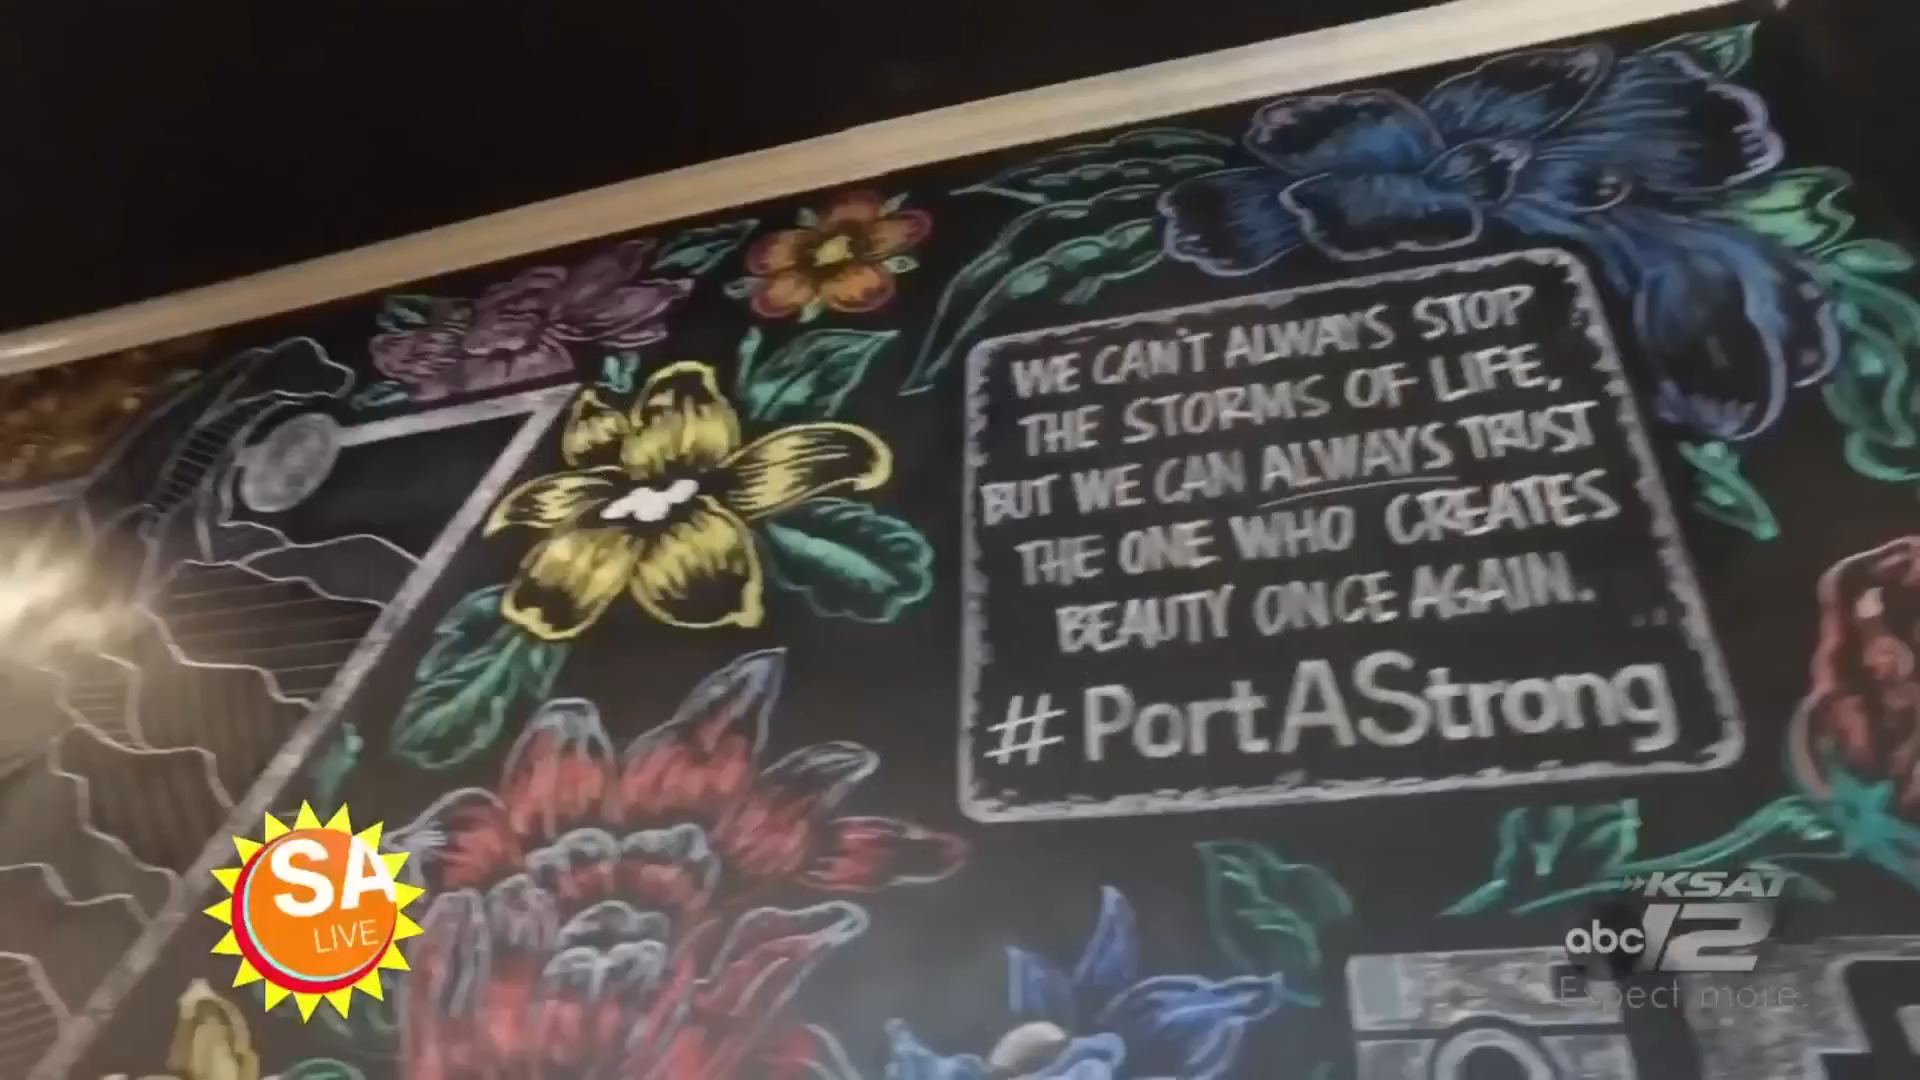 WE CAN'T ALWAYS STOP
THE STORMS OF LIFE,
BUT WE CAN ALWAYS TRUST
THE ONE WHO CREATES
BEAUTY ONCE AGAIN.
#PortAStrong
SA
LIVE
KSAT
abc 12
Expect more.